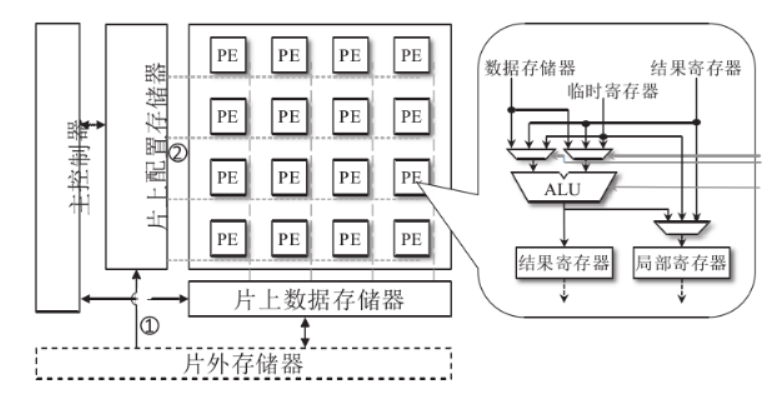 主控制器
片上配置存储器
①
②
PE PE PE PE
PE PE PE PE
PE PE PE PE
PE PE PE PE
片上数据存储器
片外存储器
数据存储器
结果寄存器
临时寄存器
ALU
结果寄存器
局部寄存器